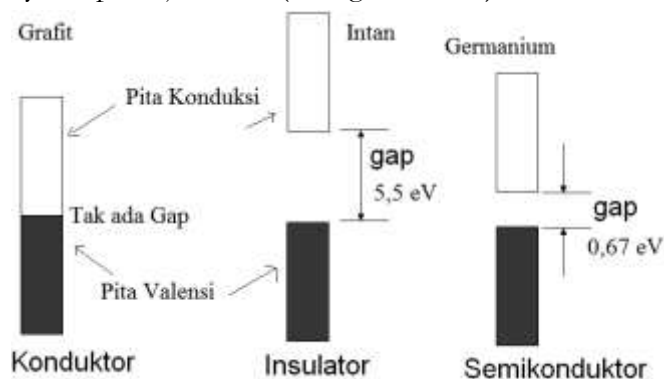 Grafit
Intan
Germanium
Pita Konduksi
gap
5,5 eV
Tak ada Gap
gap
0,67 eV
Pita Valensi
Konduktor
Insulator
Semikonduktor